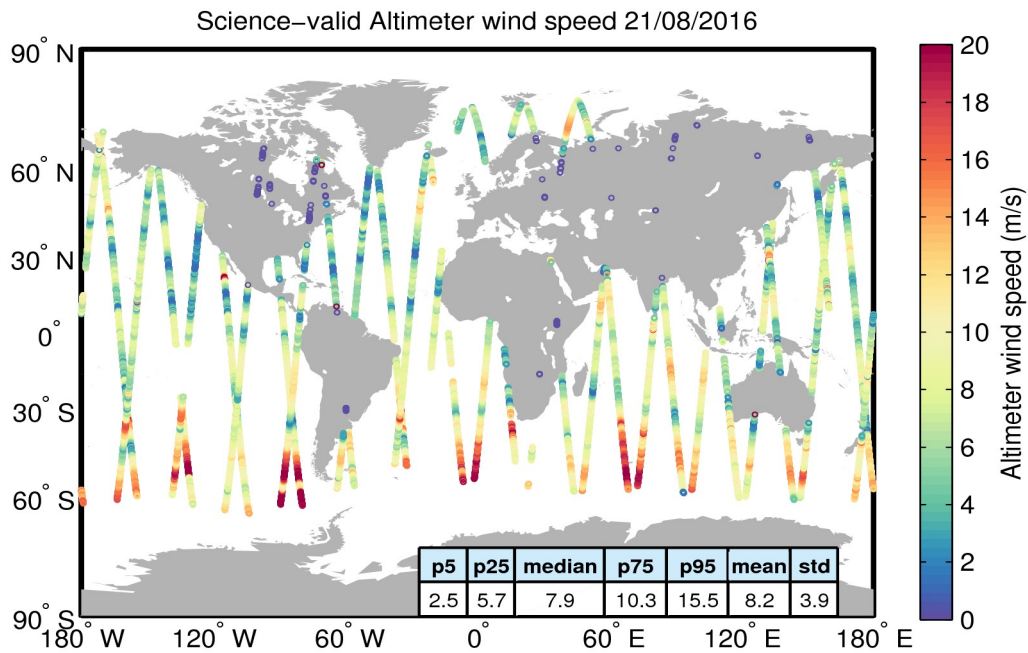 Science−valid Altimeter wind speed 21/08/2016
90° N
60° N
30° N
0°
30° S
60° S
90° S
180° W
120° W
60° W
0°
60° E
120° E
180° E
p5 p25 median p75 p95 mean std
2.5 5.7 7.9 10.3 15.5 8.2 3.9
20
18
16
14
12
10
8
6
4
2
0
Altimeter wind speed (m/s)